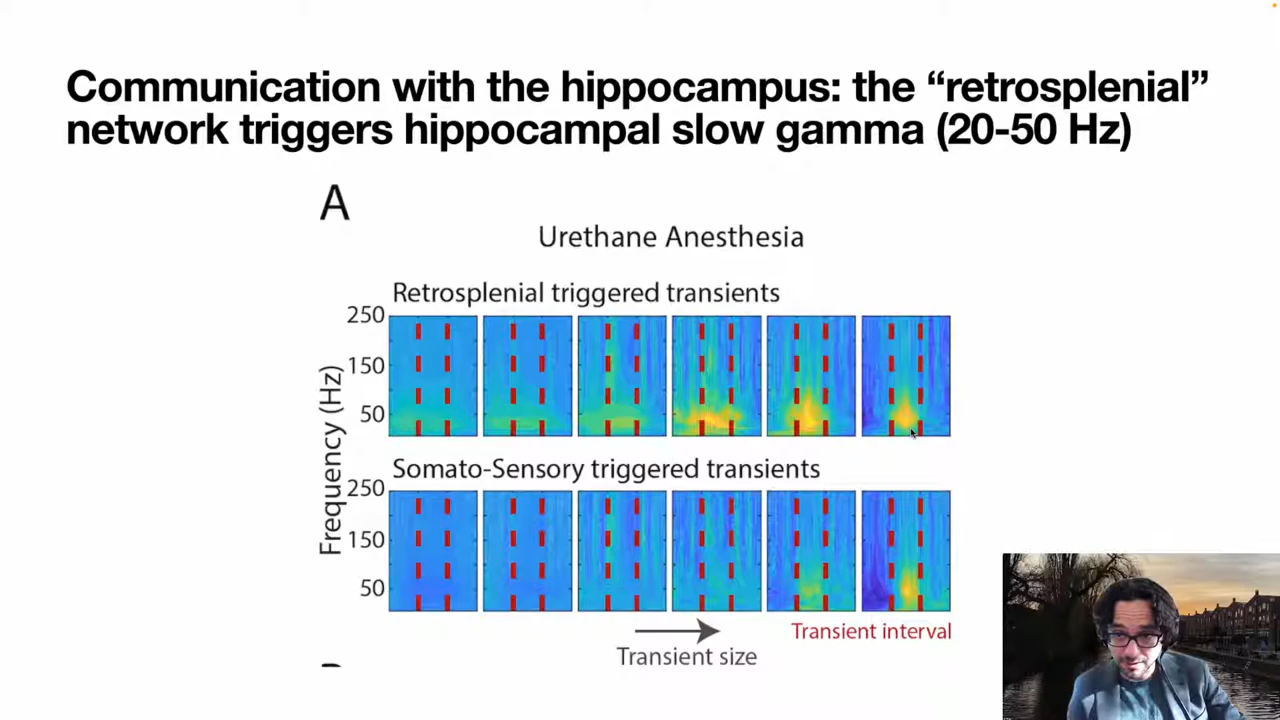 Communication with the hippocampus: the “retrosplenial”
network triggers hippocampal slow gamma (20-50 Hz)
A
Urethane Anesthesia
Retrosplenial triggered transients
250
150
50
Frequency (Hz)
Somato-Sensory triggered transients
250
150
50
Transient interval
Transient size